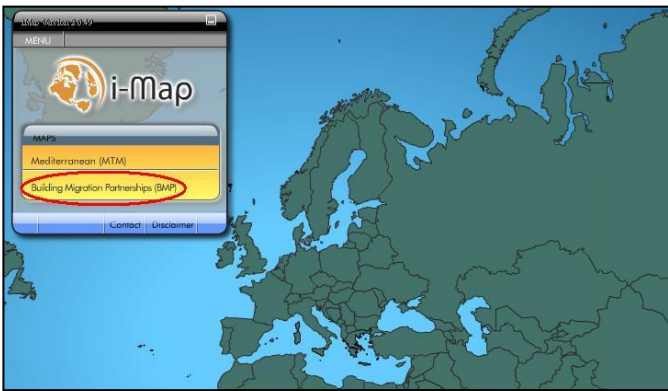 MENU
i-Map
MAPS
Mediterranean (MTM)
Building Migration Partnerships (BMP)
Contact Disclaimer